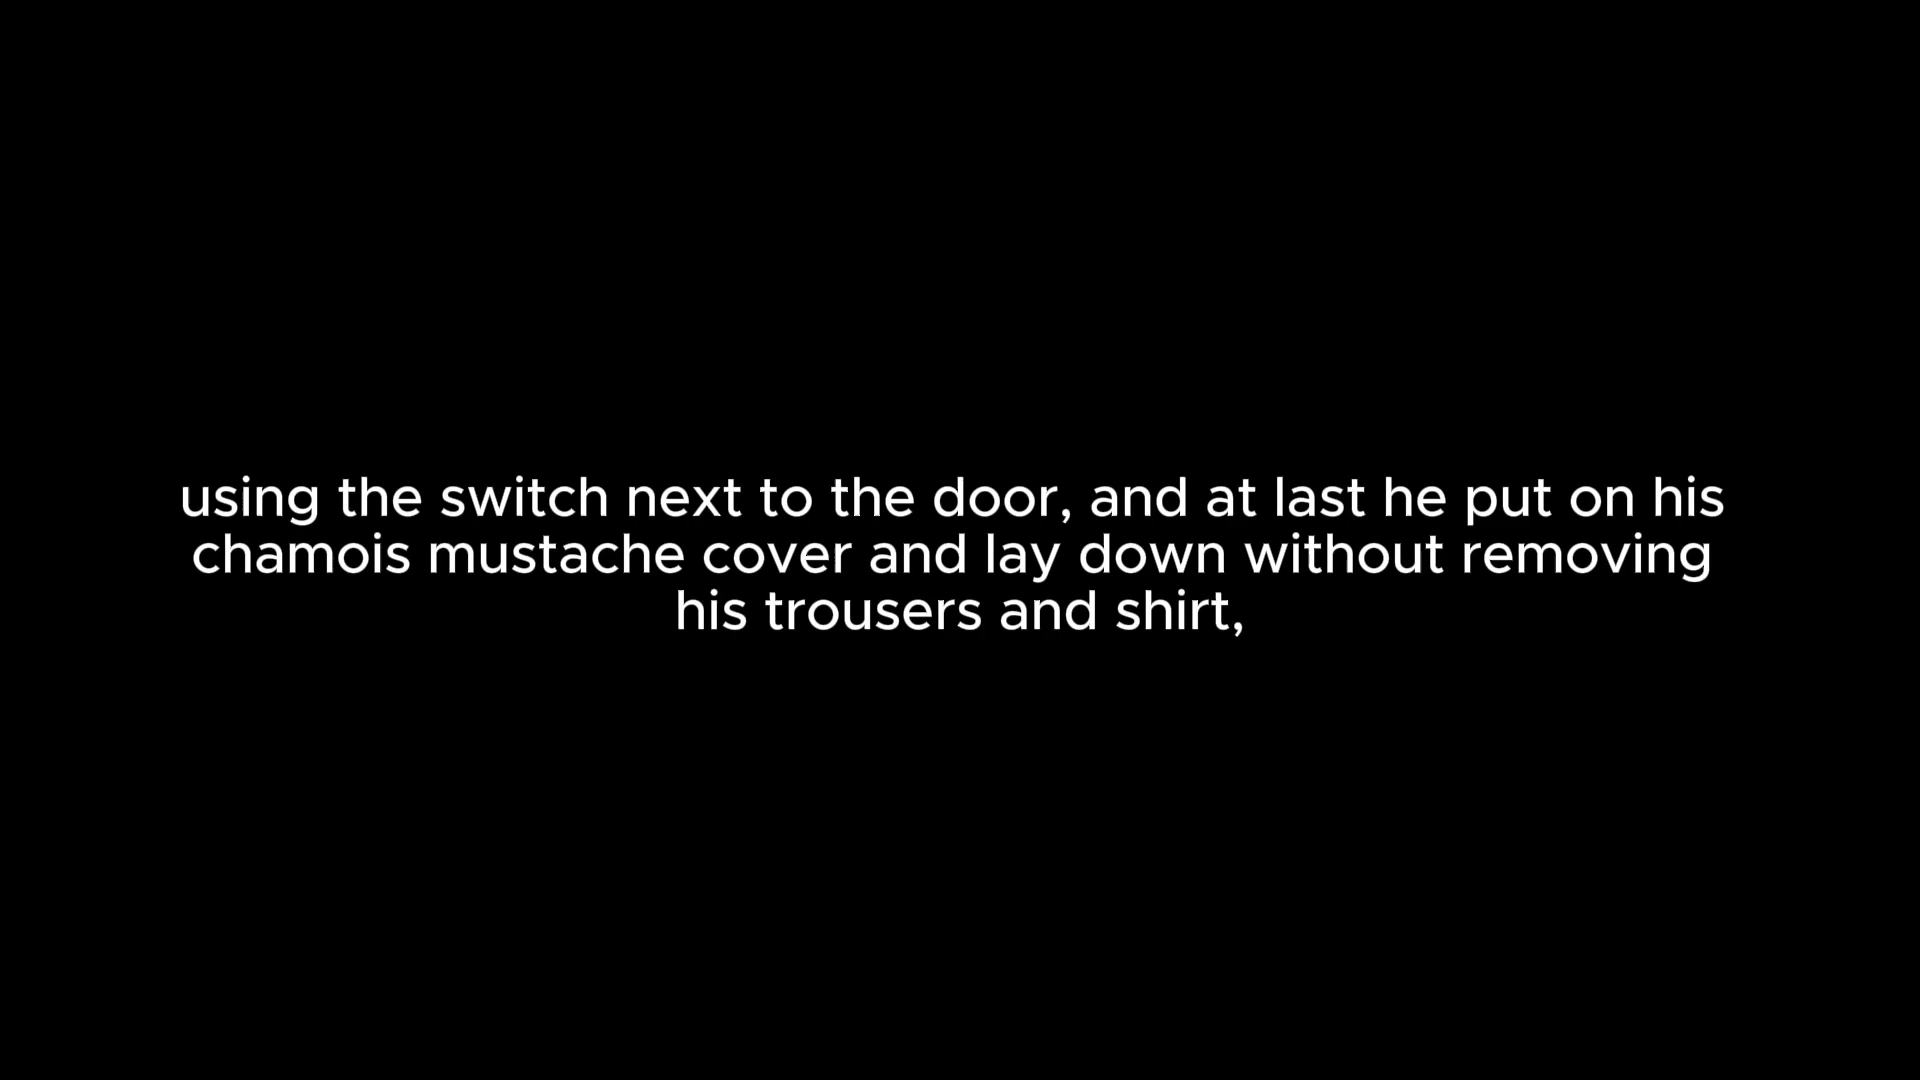 using the switch next to the door, and at last he put on his
chamois mustache cover and lay down without removing
his trousers and shirt,